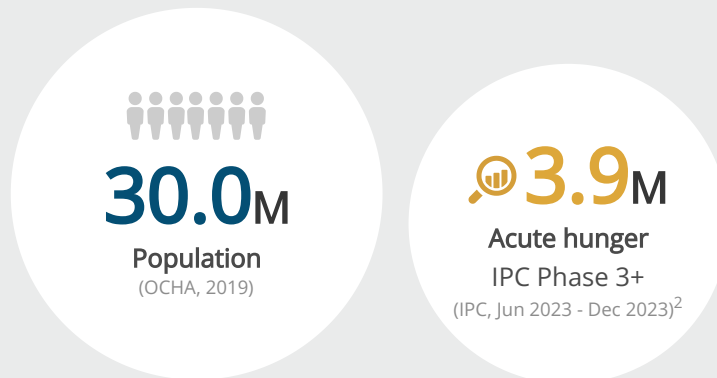 30.0M
Population
(OCHA, 2019)
3.9M
Acute hunger
IPC Phase 3+
(IPC, Jun 2023 - Dec 2023)2